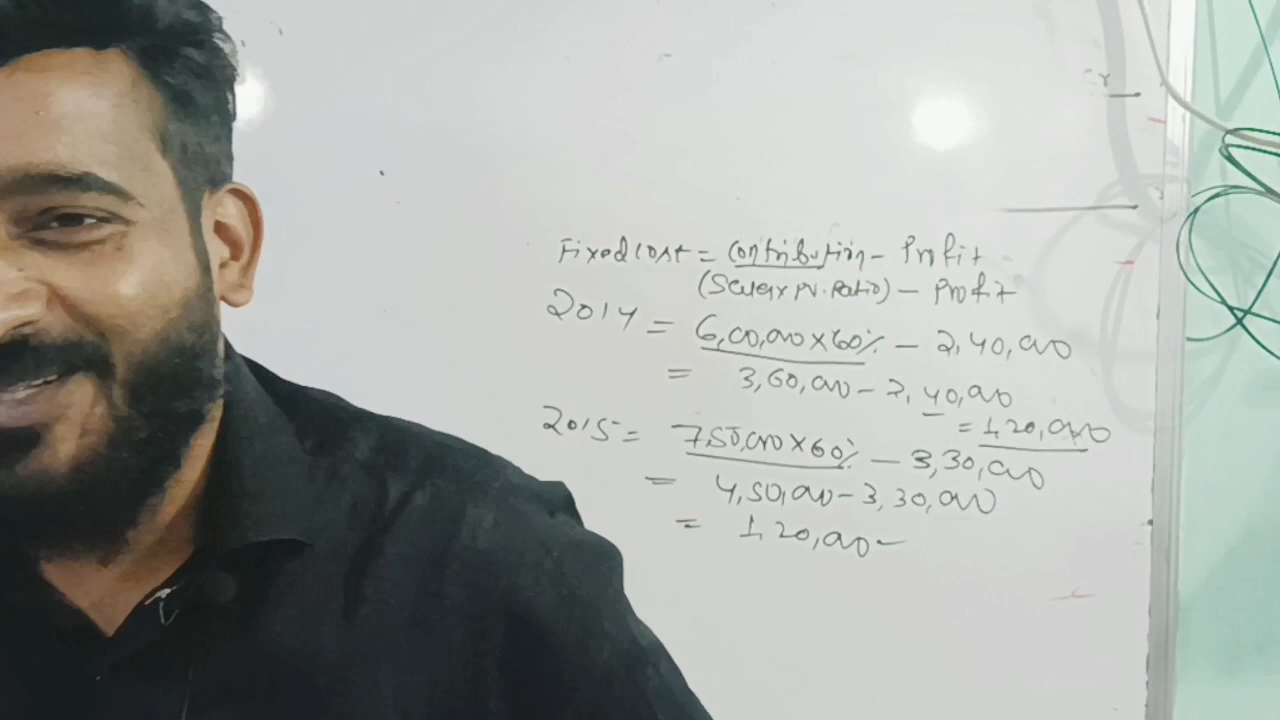 Fixed cost = Contribution - Profit
(Sales x PV. Ratio) - Profit
2014 = 6,00,000 x 60% - 2,40,000
= 3,60,000 - 2,40,000
= 1,20,000
2015 = 7,50,000 x 60% - 3,30,000
= 4,50,000 - 3,30,000
= 1,20,000